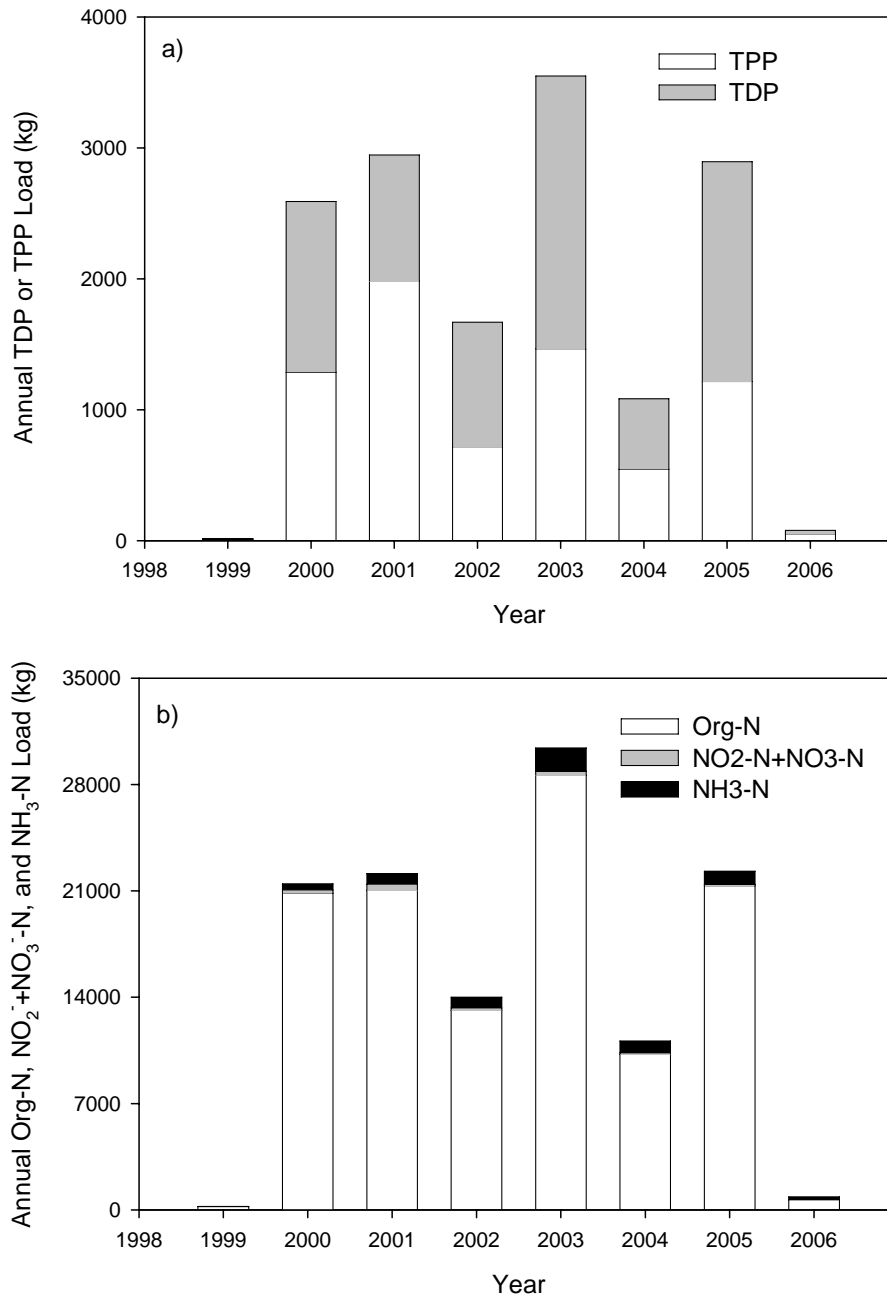 a)
TPP
TDP
4000
3000
2000
1000
0
Annual TDP or TPP Load (kg)
1998 1999 2000 2001 2002 2003 2004 2005 2006
Year
b)
Org-N
NO2-N+NO3-N
NH3-N
35000
28000
21000
14000
7000
0
Annual Org-N, NO₂⁻+NO₃⁻-N, and NH₃-N Load (kg)
1998 1999 2000 2001 2002 2003 2004 2005 2006
Year